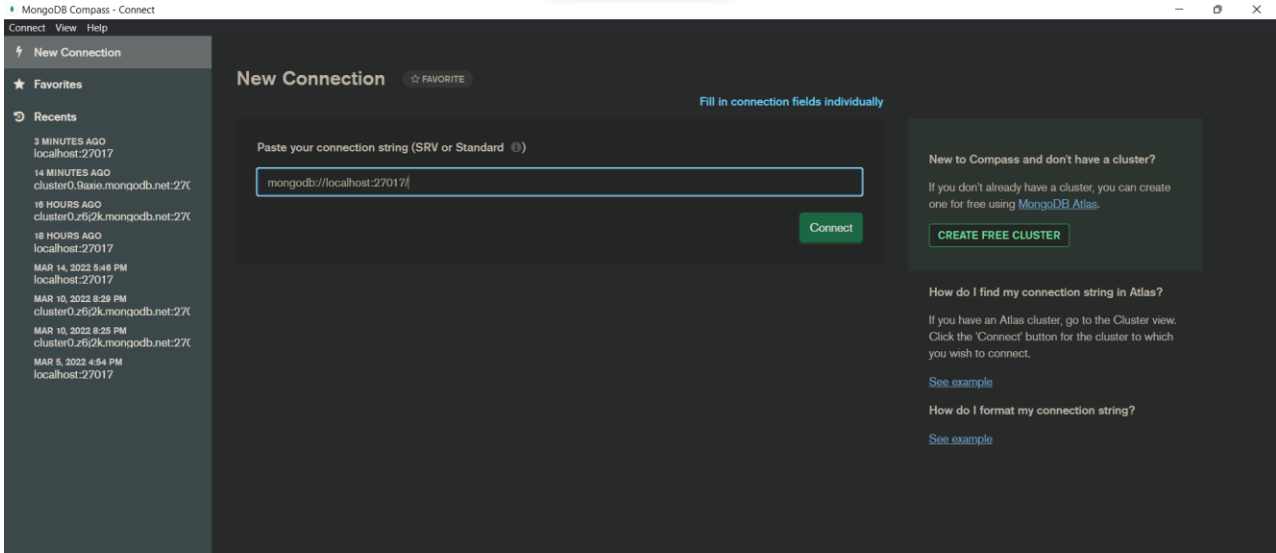 MongoDB Compass - Connect
Connect View Help
New Connection
Favorites
Recents
3 MINUTES AGO
localhost:27017
14 MINUTES AGO
cluster0.9axie.mongodb.net:270
16 HOURS AGO
cluster0.z6j2k.mongodb.net:270
18 HOURS AGO
localhost:27017
MAR 14, 2022 5:46 PM
localhost:27017
MAR 10, 2022 8:29 PM
cluster0.z6j2k.mongodb.net:270
MAR 10, 2022 8:25 PM
cluster0.z6j2k.mongodb.net:270
MAR 5, 2022 4:54 PM
localhost:27017
New Connection
FAVORITE
Fill in connection fields individually
Paste your connection string (SRV or Standard )
mongodb://localhost:27017/
Connect
New to Compass and don't have a cluster?
If you don't already have a cluster, you can create
one for free using MongoDB Atlas.
CREATE FREE CLUSTER
How do I find my connection string in Atlas?
If you have an Atlas cluster, go to the Cluster view.
Click the 'Connect' button for the cluster to which
you wish to connect.
See example
How do I format my connection string?
See example